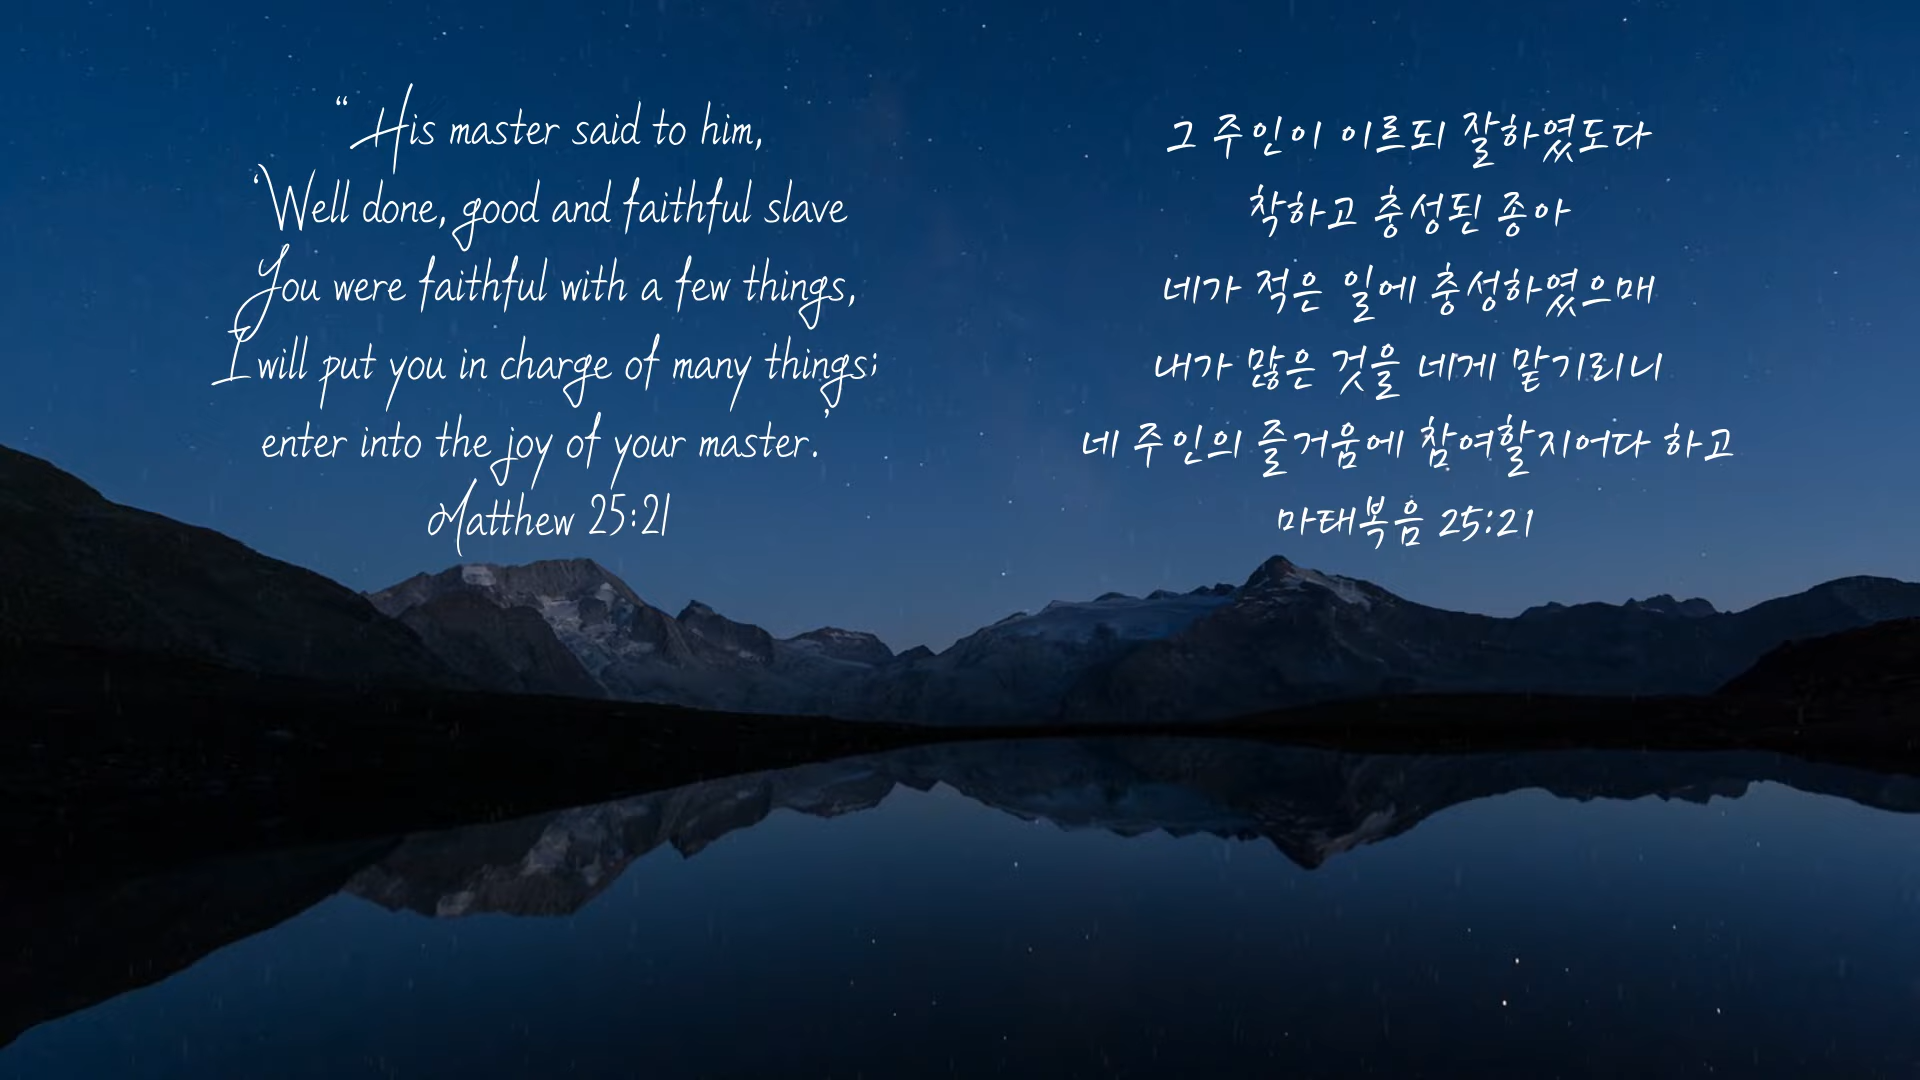 “ His master said to him,
‘Well done, good and faithful slave
You were faithful with a few things,
I will put you in charge of many things;
enter into the joy of your master.’
Matthew 25:21
그 주인이 이르되 잘하였도다
착하고 충성된 종아
네가 적은 일에 충성하였으매
내가 많은 것을 네게 맡기리니
네 주인의 즐거움에 참여할지어다 하고
마태복음 25:21